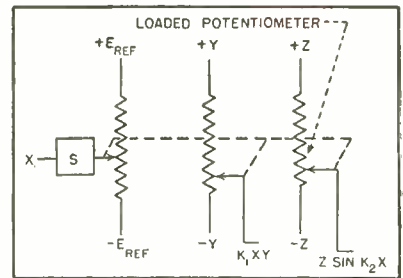 LOADED POTENTIOMETER
+E REF +Y +Z
X S
-E REF -Y K₁XY -Z Z SIN K₂X